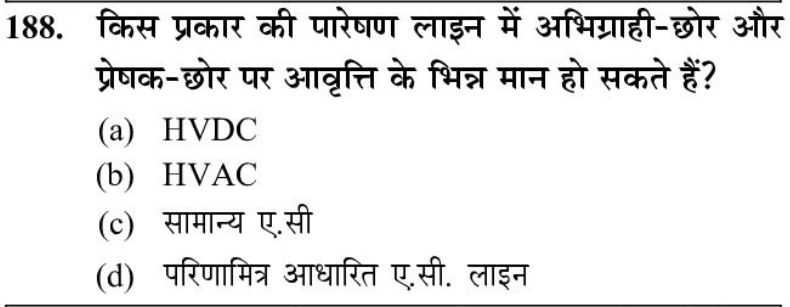 188. किस प्रकार की पारेषण लाइन में अभिग्राही-छोर और
प्रेषक-छोर पर आवृत्ति के भिन्न मान हो सकते हैं?
(a) HVDC
(b) HVAC
(c) सामान्य ए.सी
(d) परिणामित्र आधारित ए.सी. लाइन